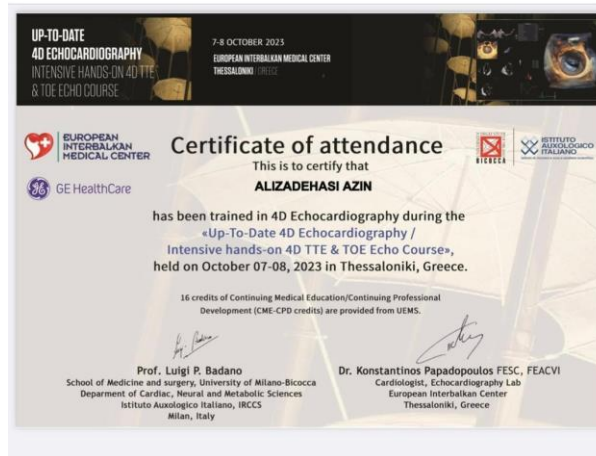 UP-TO-DATE
4D ECHOCARDIOGRAPHY
INTENSIVE HANDS-ON 4D TTE
& TOE ECHO COURSE
7-8 OCTOBER 2023
EUROPEAN INTERBALKAN MEDICAL CENTER
THESSALONIKI | GREECE
EUROPEAN
INTERBALKAN
MEDICAL CENTER
GE HealthCare
BICOCCA
ISTITUTO
AUXOLOGICO
ITALIANO
Certificate of attendance
This is to certify that
ALIZADEHASI AZIN
has been trained in 4D Echocardiography during the
«Up-To-Date 4D Echocardiography /
Intensive hands-on 4D TTE & TOE Echo Course»,
held on October 07-08, 2023 in Thessaloniki, Greece.
16 credits of Continuing Medical Education/Continuing Professional
Development (CME-CPD credits) are provided from UEMS.
Prof. Luigi P. Badano
School of Medicine and surgery, University of Milano-Bicocca
Deparment of Cardiac, Neural and Metabolic Sciences
Istituto Auxologico Italiano, IRCCS
Milan, Italy
Dr. Konstantinos Papadopoulos FESC, FEACVI
Cardiologist, Echocardiography Lab
European Interbalkan Center
Thessaloniki, Greece